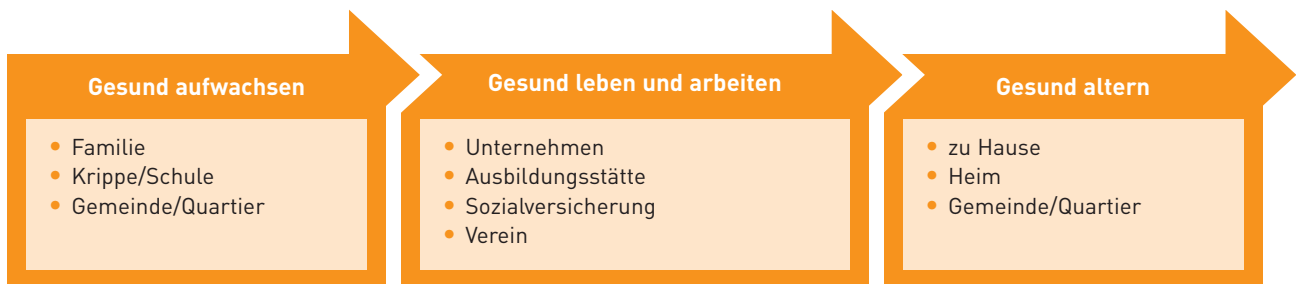 Gesund aufwachsen
• Familie
• Krippe/Schule
• Gemeinde/Quartier
Gesund leben und arbeiten
• Unternehmen
• Ausbildungsstätte
• Sozialversicherung
• Verein
Gesund altern
• zu Hause
• Heim
• Gemeinde/Quartier